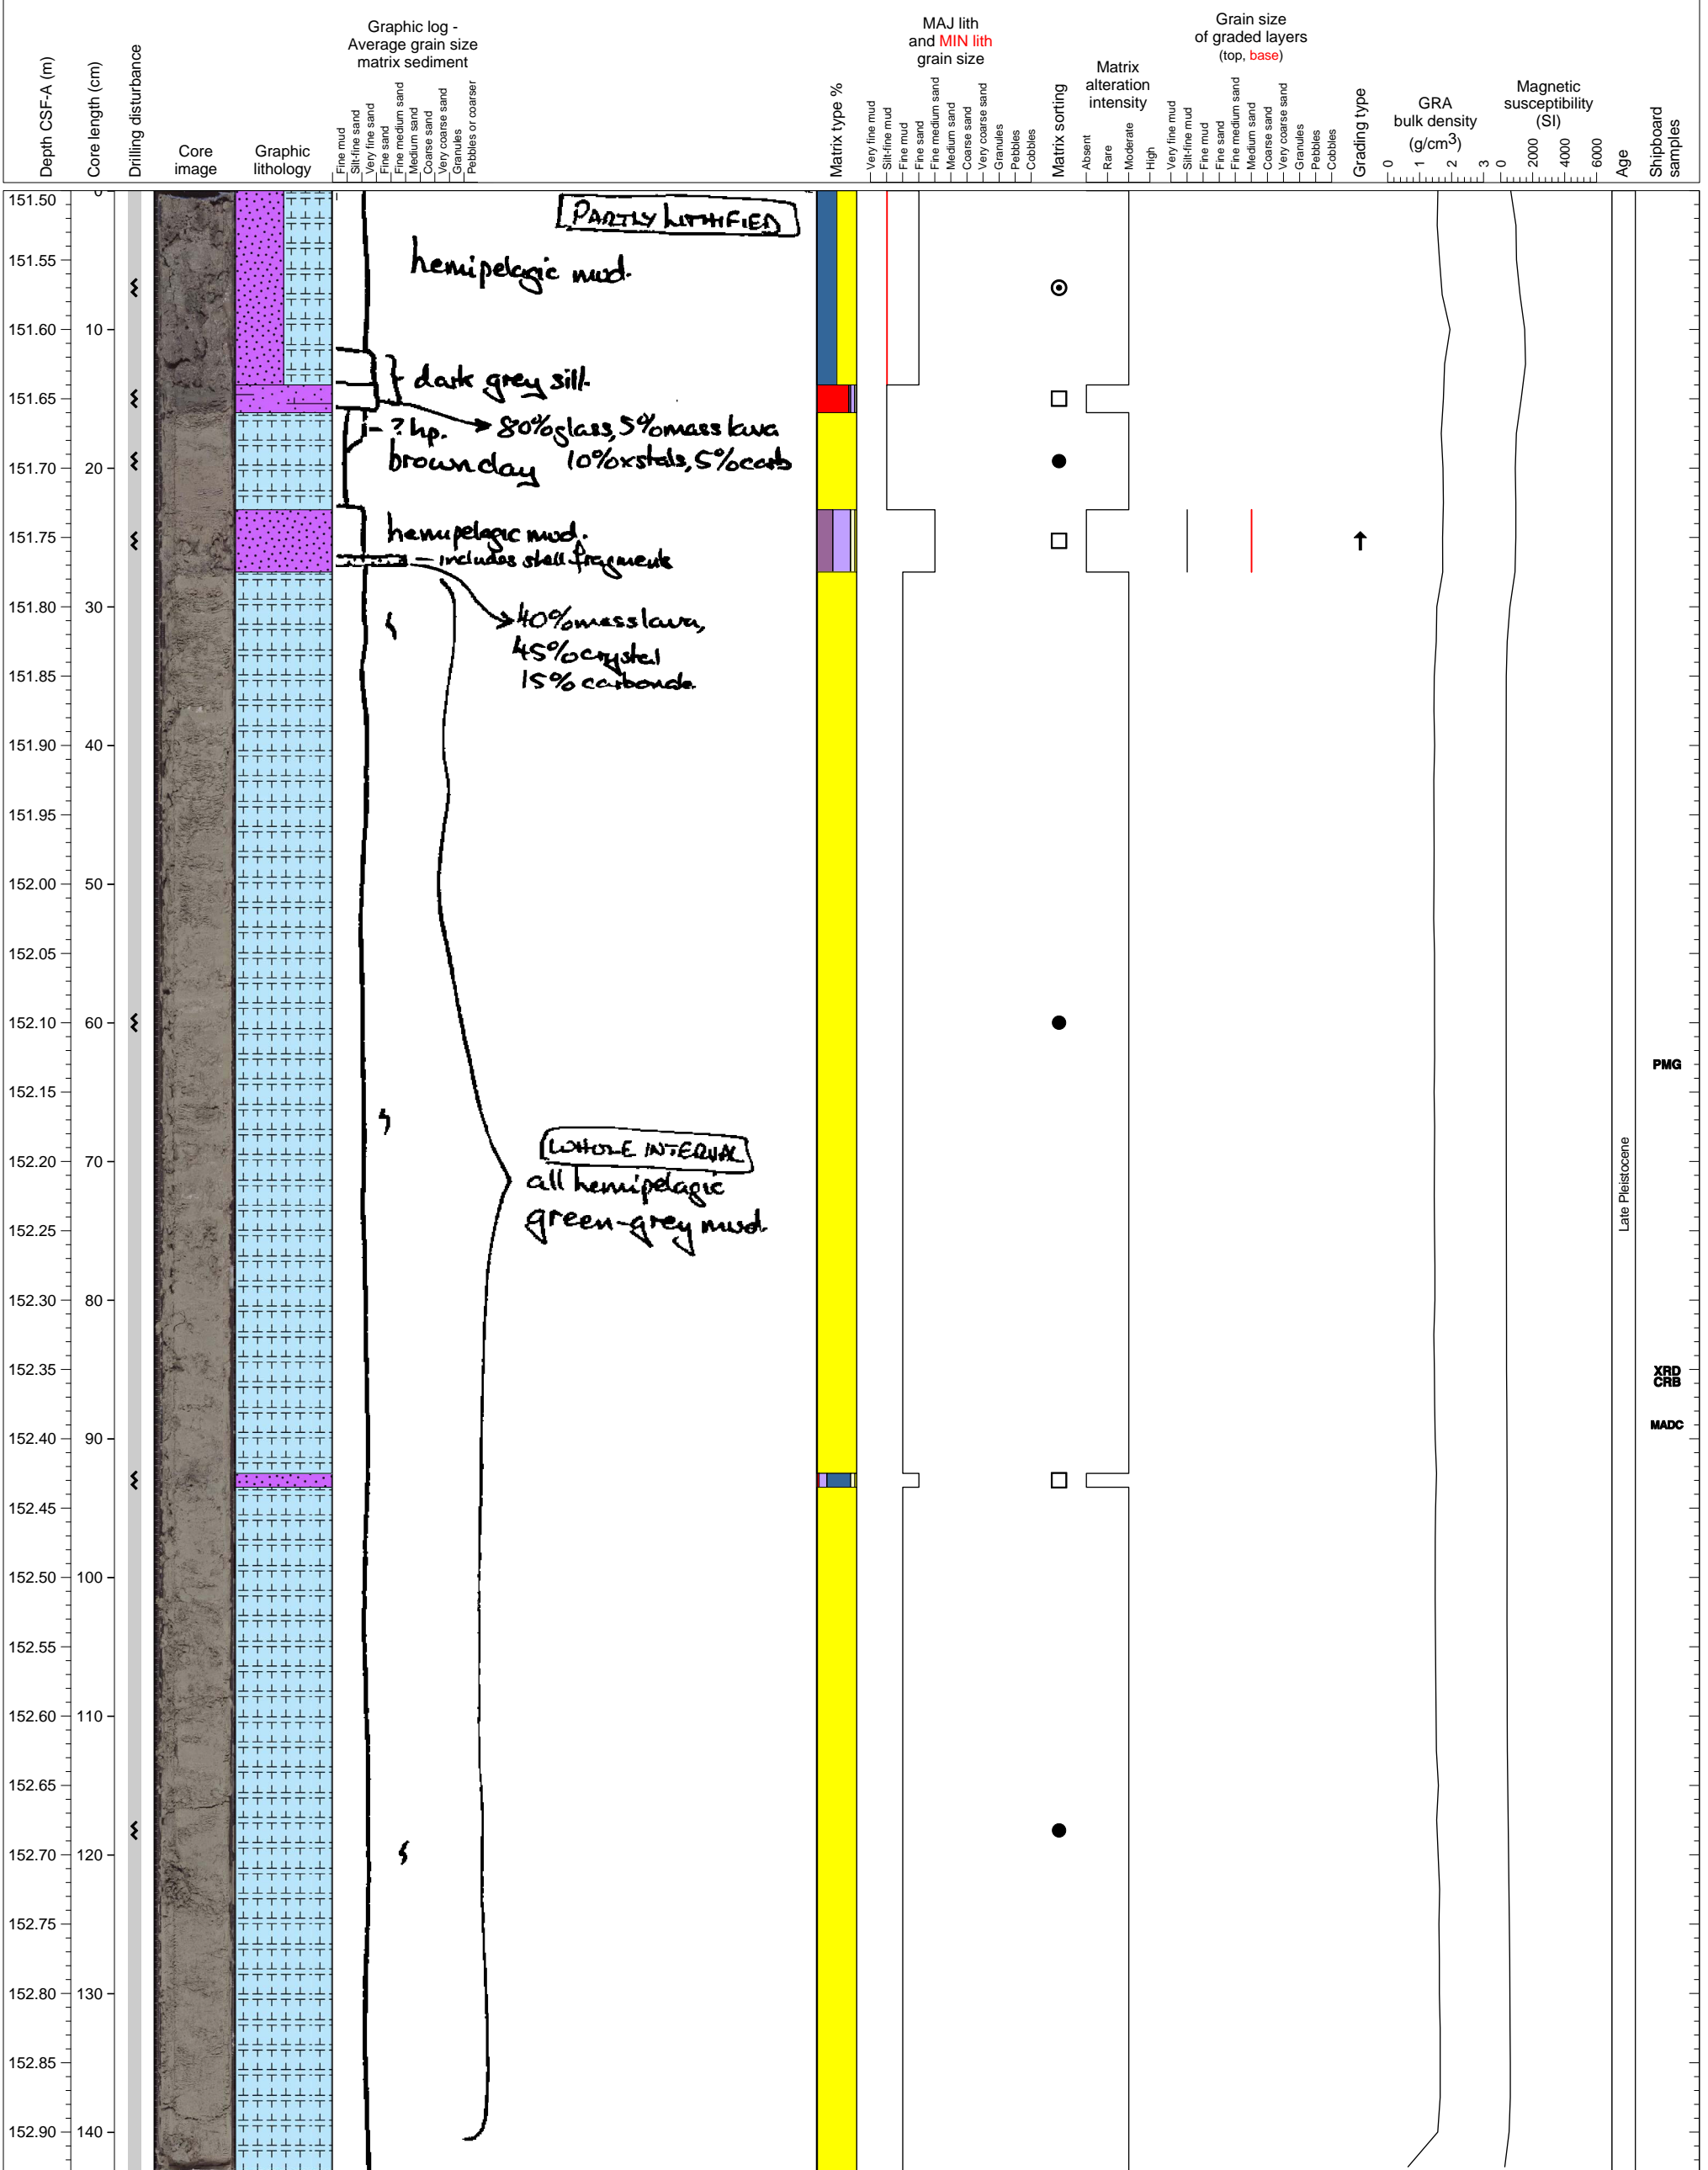 Depth CSF-A (m)
Core length (cm)
Drilling disturbance
Core
image
Graphic
lithology
Graphic log -
Average grain size
matrix sediment
Fine mud
Silt-fine sand
Very fine sand
Fine sand
Fine medium sand
Medium sand
Coarse sand
Very coarse sand
Granules
Pebbles or coarser
Matrix type %
MAJ lith
and MIN lith
grain size
Very fine mud
Silt-fine mud
Fine mud
Fine sand
Fine medium sand
Medium sand
Coarse sand
Very coarse sand
Granules
Pebbles
Cobbles
Matrix sorting
Matrix
alteration
intensity
Absent
Rare
Moderate
High
Grain size
of graded layers
(top, base)
Very fine mud
Silt-fine mud
Fine mud
Fine sand
Fine medium sand
Medium sand
Coarse sand
Very coarse sand
Granules
Pebbles
Cobbles
Grading type
GRA
bulk density
(g/cm3)
0 1 2 3
Magnetic
susceptibility
(SI)
0 2000 4000 6000
Age
Shipboard
samples
151.50
151.55
151.60
151.65
151.70
151.75
151.80
151.85
151.90
151.95
152.00
152.05
152.10
152.15
152.20
152.25
152.30
152.35
152.40
152.45
152.50
152.55
152.60
152.65
152.70
152.75
152.80
152.85
152.90
0
10
20
30
40
50
60
70
80
90
100
110
120
130
140
PARTLY LITHIFIED
hemipelagic mud.
dark grey sill.
? hp. 80% glass, 5% mass lava
brown clay 10% xstals, 5% carb
hemipelagic mud.
includes shell fragments
40% mass lava,
45% crystal
15% carbonate
WHOLE INTERVAL
all hemipelagic
green-grey mud.
Late Pleistocene
PMG
XRD
CRB
MADC